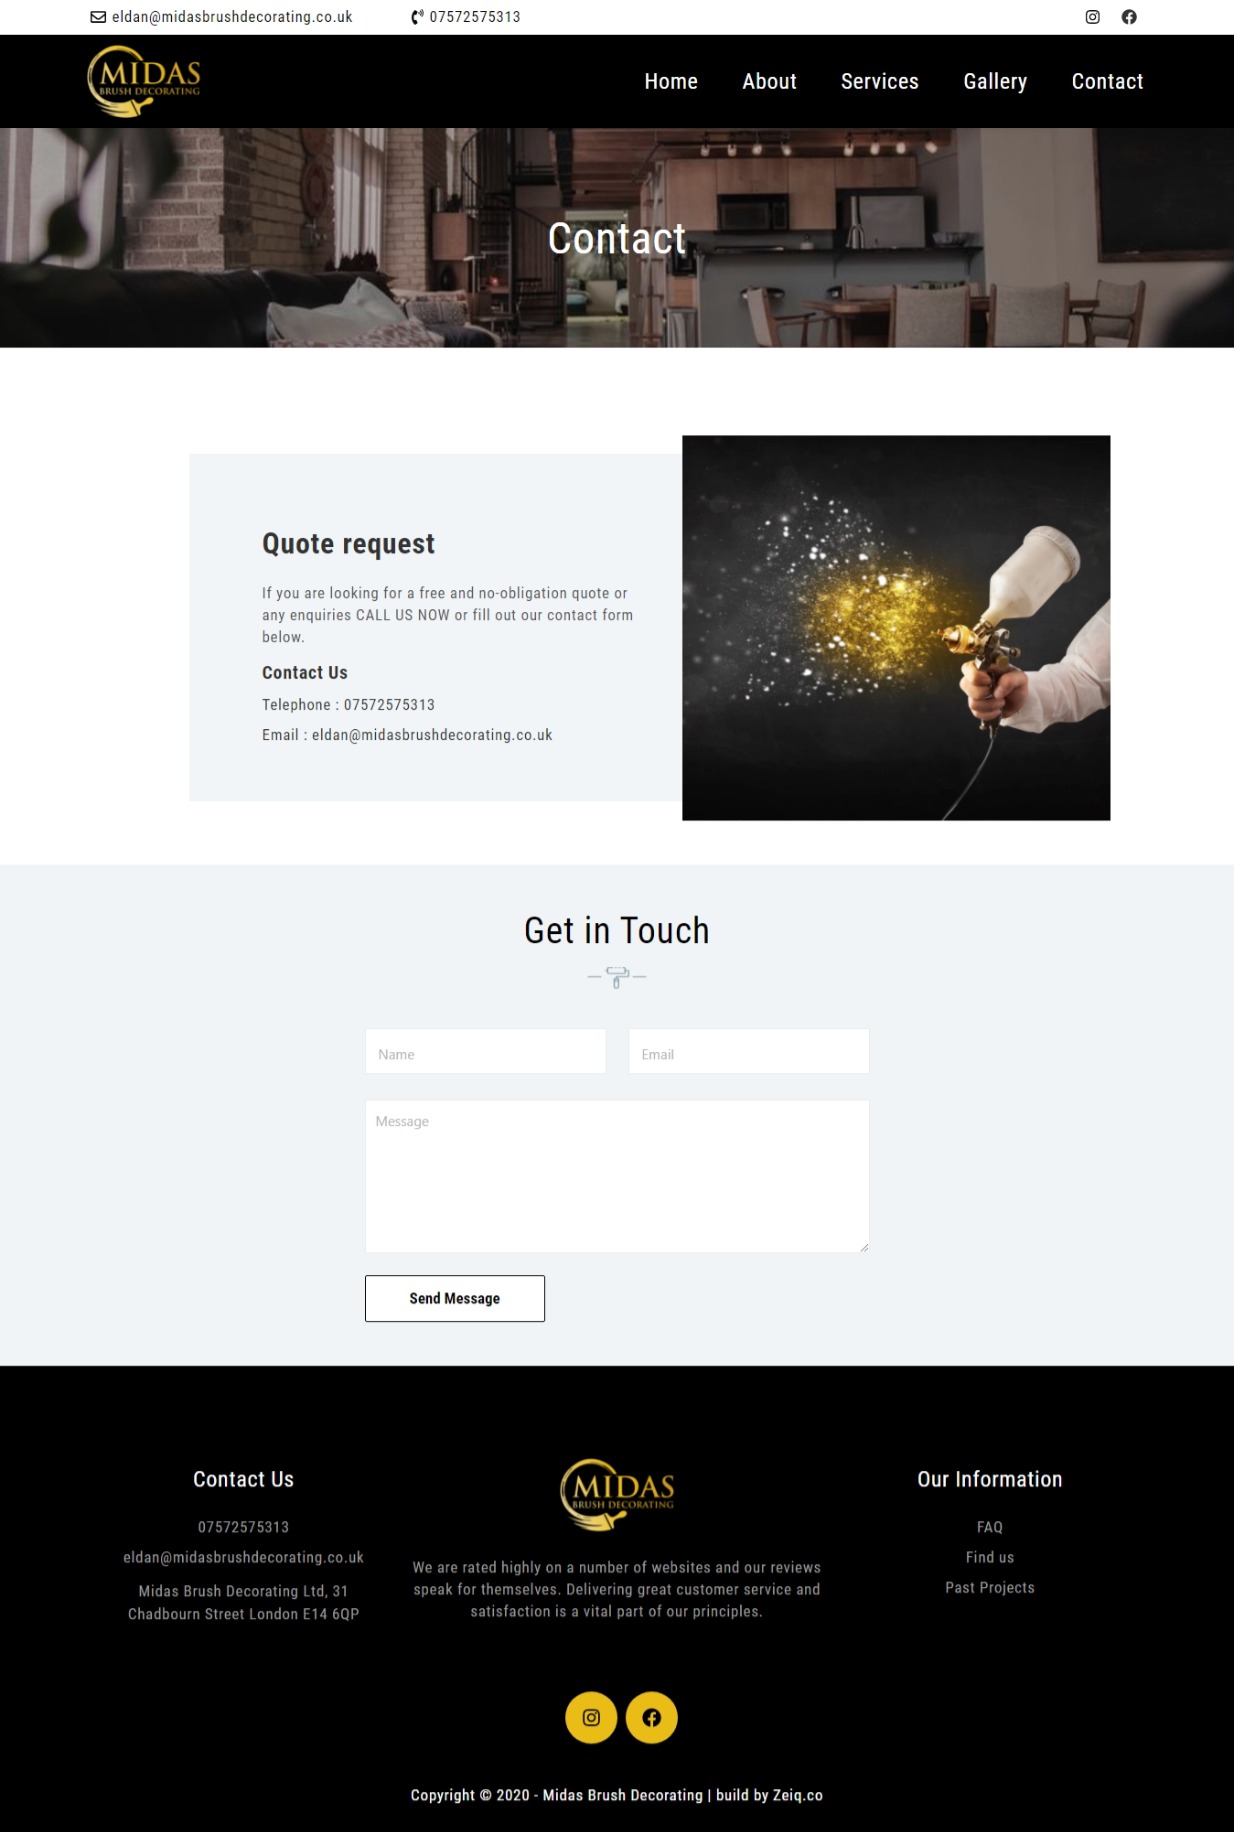 eldan@midasbrushdecorating.co.uk
07572575313
MIDAS
BRUSH DECORATING
Home
About
Services
Gallery
Contact
Contact
Quote request
If you are looking for a free and no-obligation quote or
any enquiries CALL US NOW or fill out our contact form
below.
Contact Us
Telephone : 07572575313
Email : eldan@midasbrushdecorating.co.uk
Get in Touch
Name
Email
Message
Send Message
Contact Us
07572575313
eldan@midasbrushdecorating.co.uk
Midas Brush Decorating Ltd, 31
Chadbourn Street London E14 6QP
MIDAS
BRUSH DECORATING
We are rated highly on a number of websites and our reviews
speak for themselves. Delivering great customer service and
satisfaction is a vital part of our principles.
Our Information
FAQ
Find us
Past Projects
Copyright © 2020 - Midas Brush Decorating | build by Zeiq.co